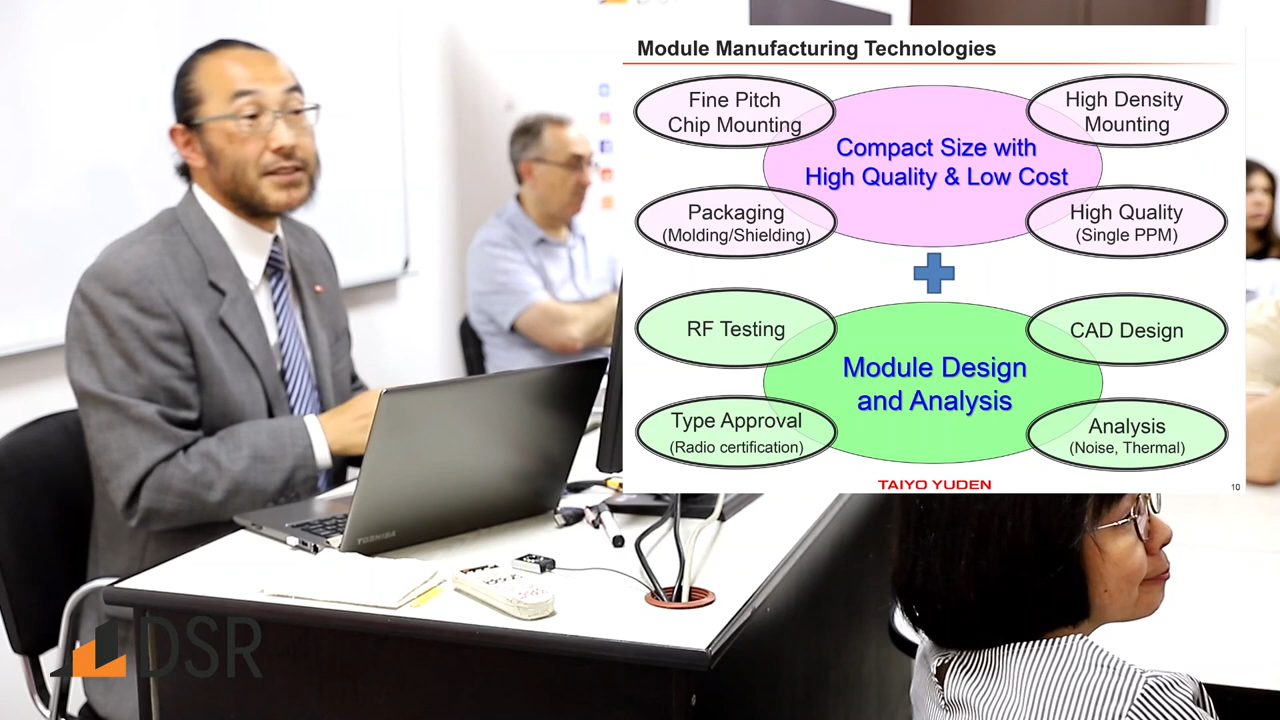 Module Manufacturing Technologies
Fine Pitch
Chip Mounting
High Density
Mounting
Compact Size with
High Quality & Low Cost
Packaging
(Molding/Shielding)
High Quality
(Single PPM)
RF Testing
CAD Design
Module Design
and Analysis
Type Approval
(Radio certification)
Analysis
(Noise, Thermal)
TAIYO YUDEN
10
TOSHIBA
DSR